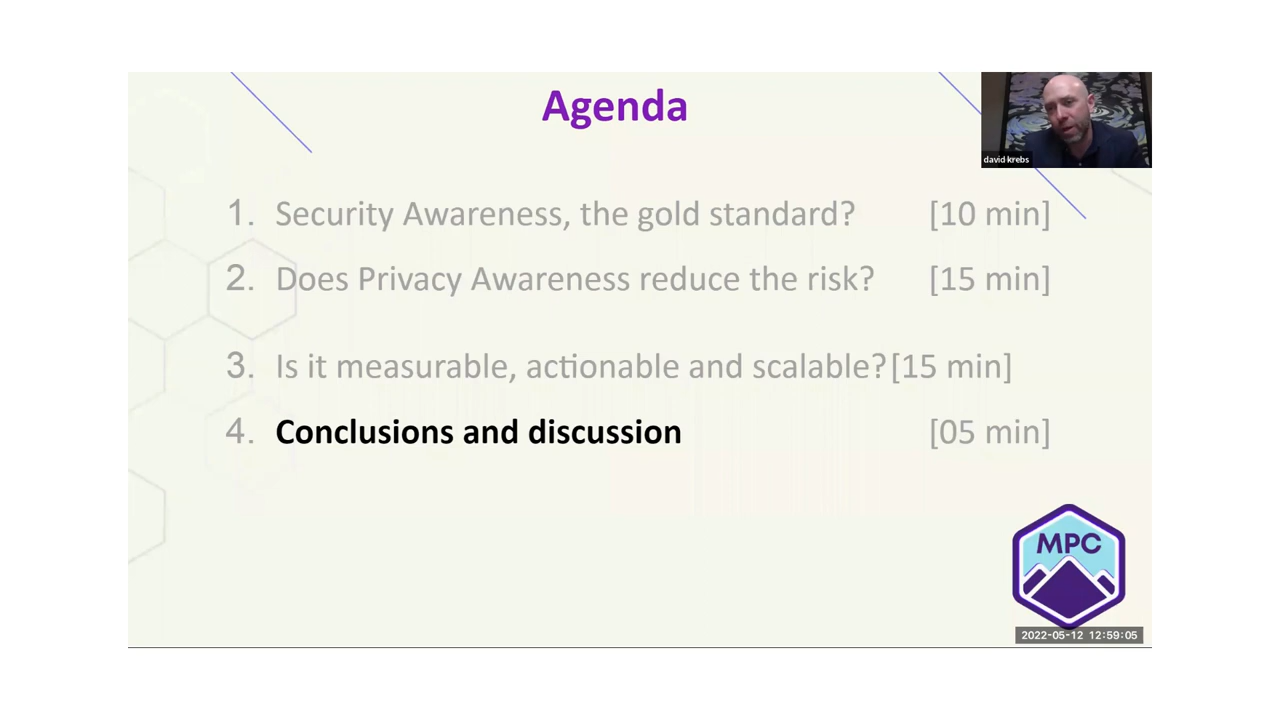 Agenda
david krebs
1. Security Awareness, the gold standard? [10 min]
2. Does Privacy Awareness reduce the risk? [15 min]
3. Is it measurable, actionable and scalable? [15 min]
4. Conclusions and discussion [05 min]
MPC
2022-05-12 12:59:05